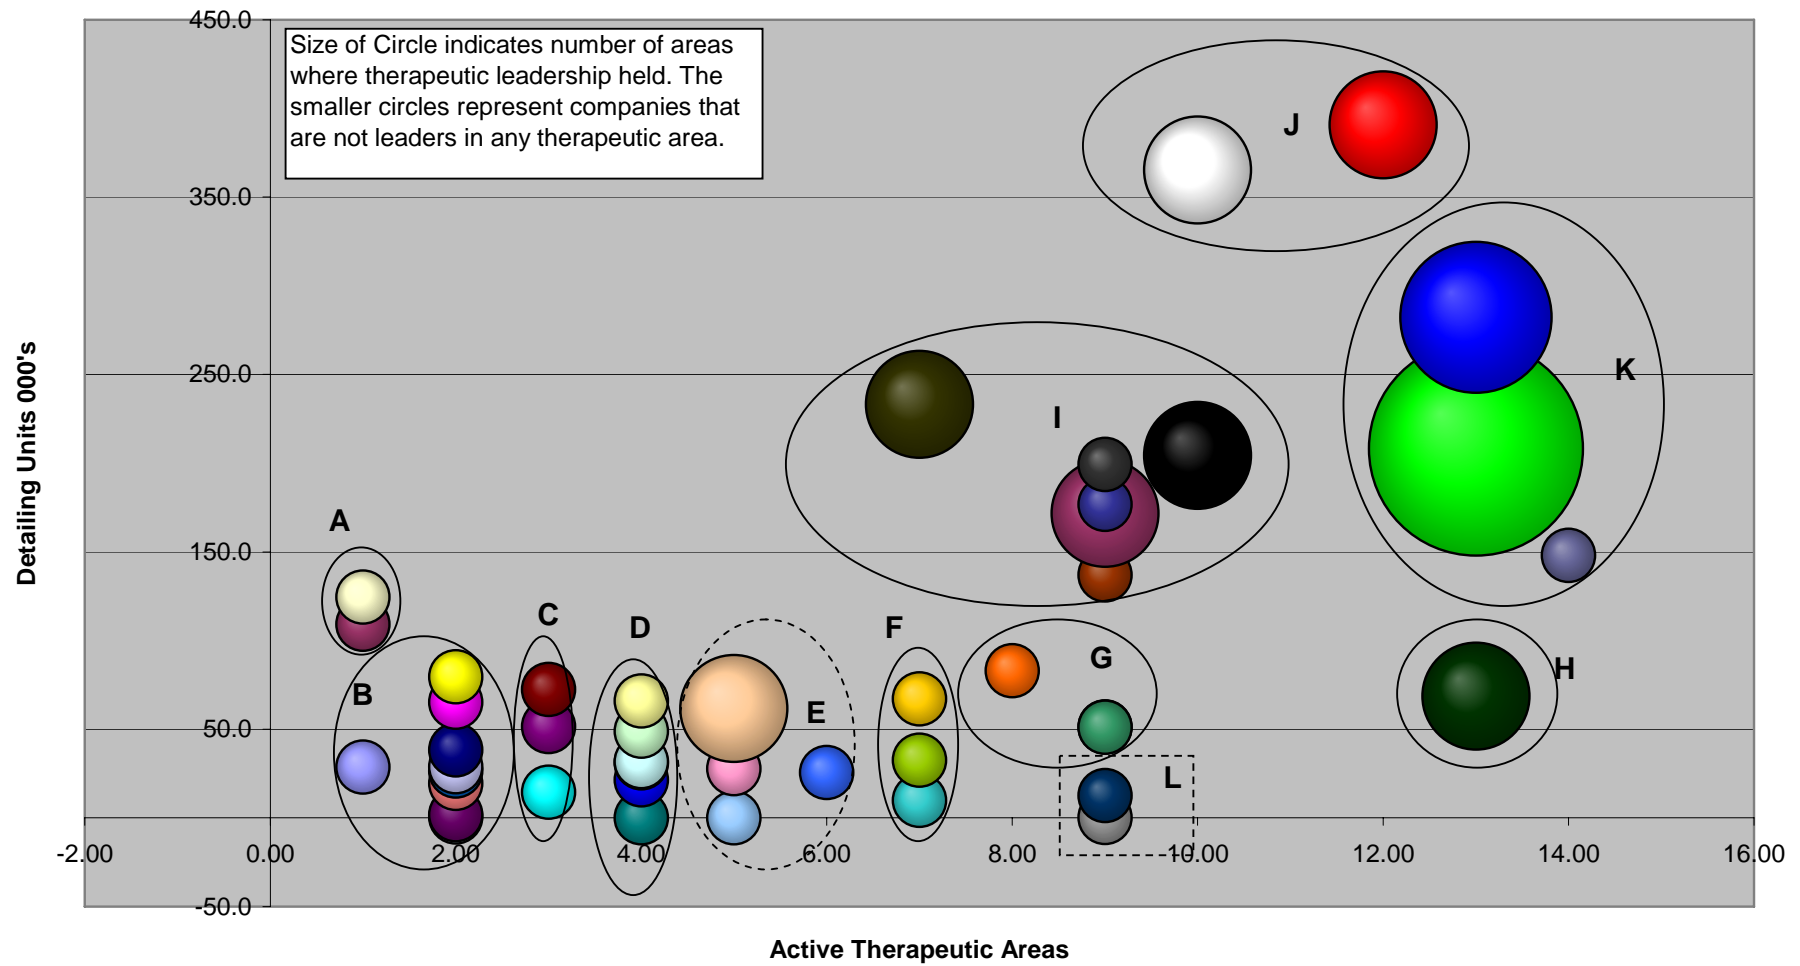 450.0
Size of Circle indicates number of areas
where therapeutic leadership held. The
smaller circles represent companies that
are not leaders in any therapeutic area.
J
350.0
K
250.0
I
A
150.0
C
D
F
G
H
B
E
50.0
L
-2.00 0.00 2.00 4.00 6.00 8.00 10.00 12.00 14.00 16.00
-50.0
Detailing Units 000's
Active Therapeutic Areas